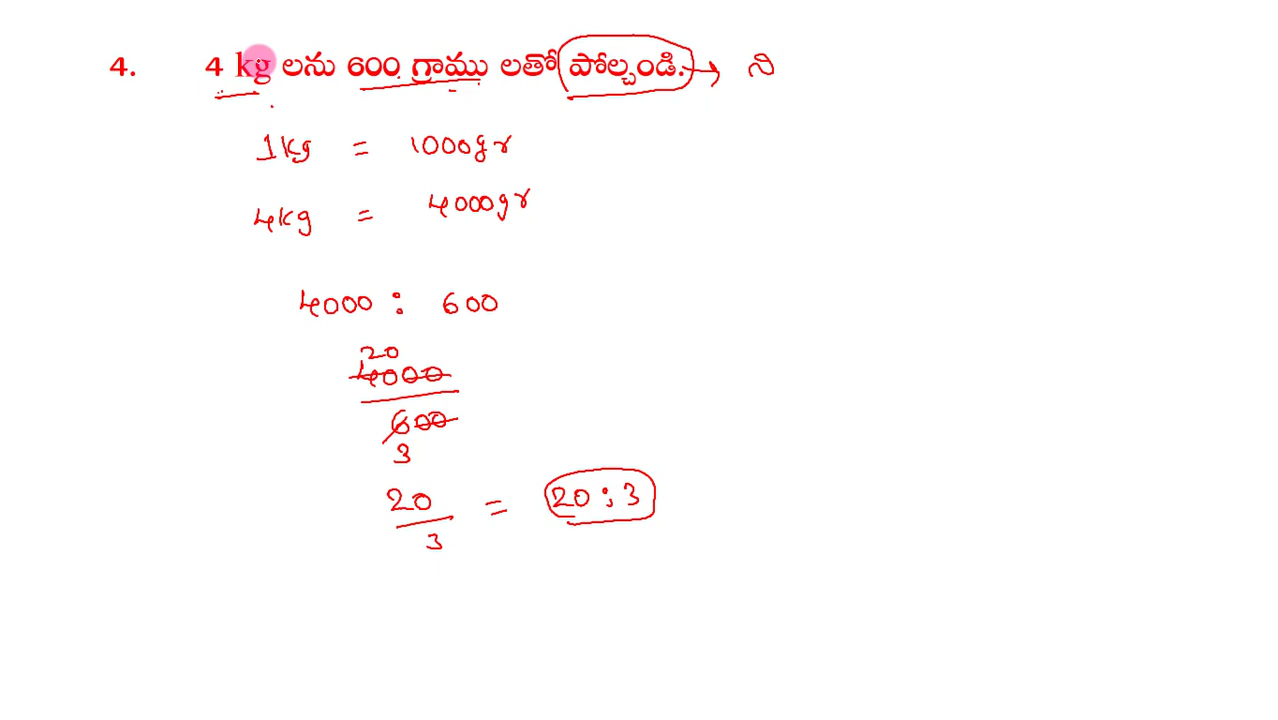 4. 4 kg లను 600 గ్రాము లతో పోల్చండి. → ని
1kg = 1000gr
4kg = 4000gr
4000 : 600
20
4000
600
3
20 = 20 : 3
3